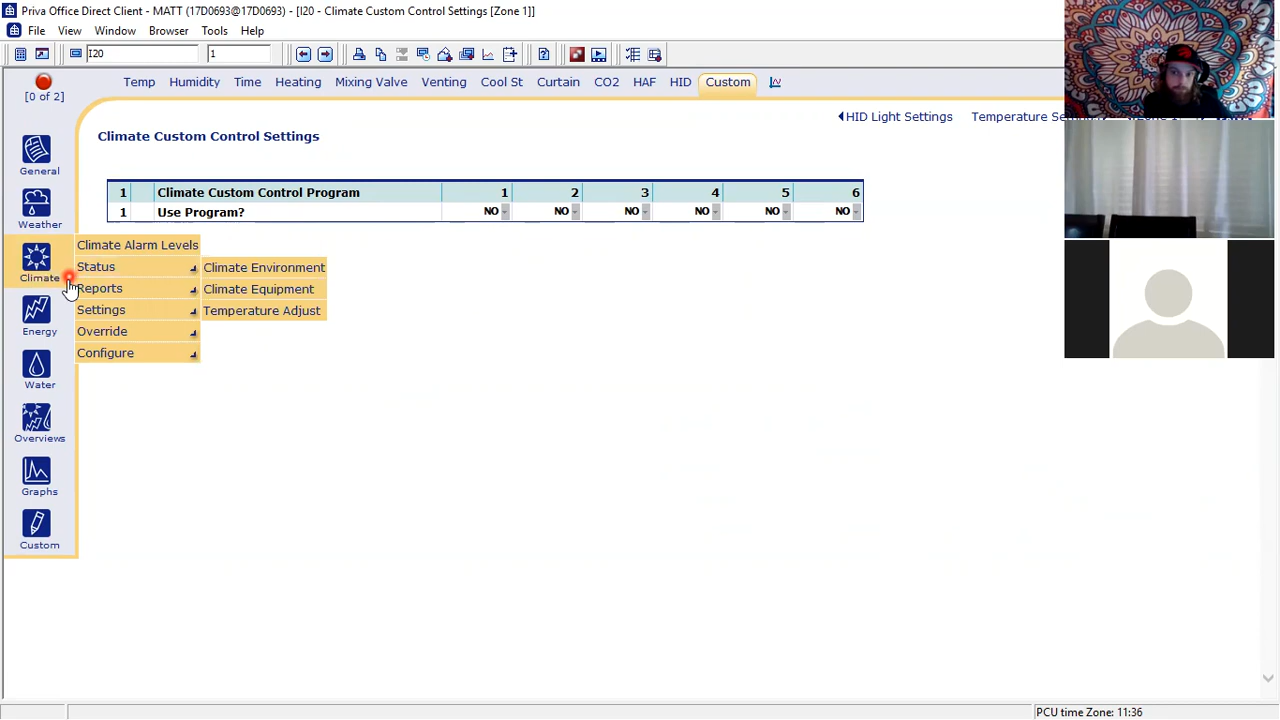 Priva Office Direct Client - MATT (17D0693@17D0693) - [I20 - Climate Custom Control Settings [Zone 1]]
File View Window Browser Tools Help
I20 1
[0 of 2]
Temp Humidity Time Heating Mixing Valve Venting Cool St Curtain CO2 HAF HID Custom
HID Light Settings Temperature
Climate Custom Control Settings
1 Climate Custom Control Program 1 2 3 4 5 6
1 Use Program? NO NO NO NO NO NO
General
Weather
Climate
Energy
Water
Overviews
Graphs
Custom
Climate Alarm Levels
Status
Reports
Settings
Override
Configure
Climate Environment
Climate Equipment
Temperature Adjust
PCU time Zone: 11:36